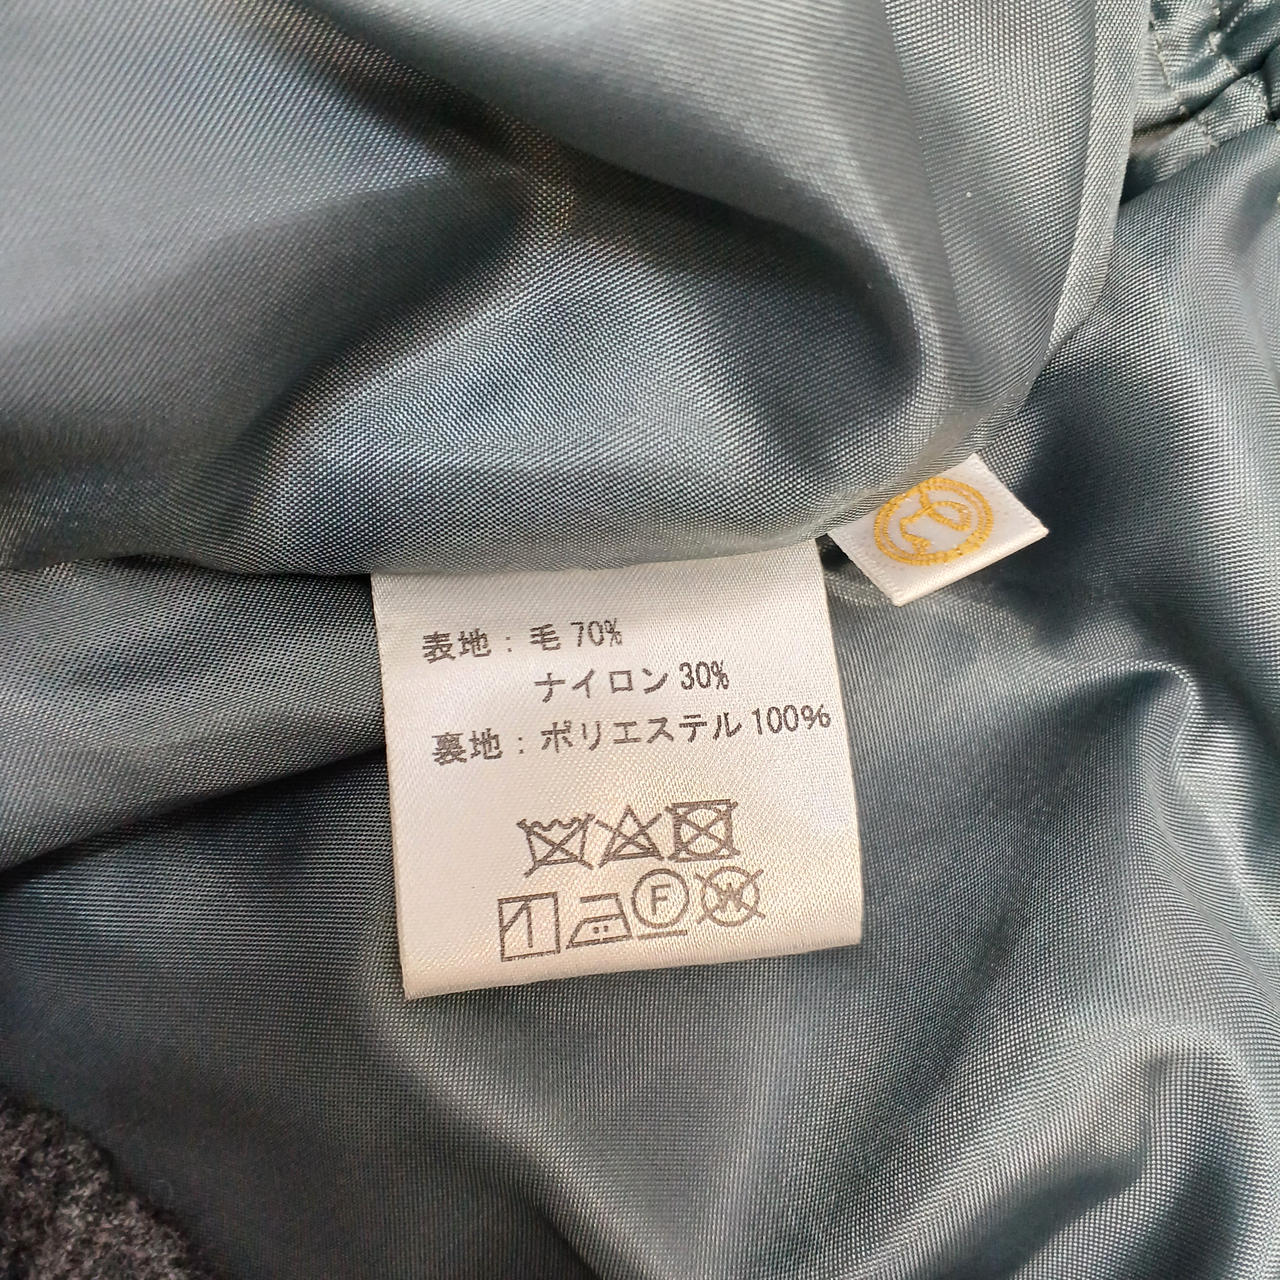 表地：毛 70%
ナイロン 30%
裏地：ポリエステル 100%
F W